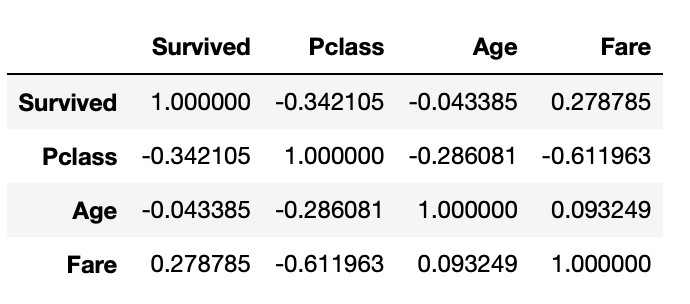 Survived Pclass Age Fare
Survived 1.000000 -0.342105 -0.043385 0.278785
Pclass -0.342105 1.000000 -0.286081 -0.611963
Age -0.043385 -0.286081 1.000000 0.093249
Fare 0.278785 -0.611963 0.093249 1.000000